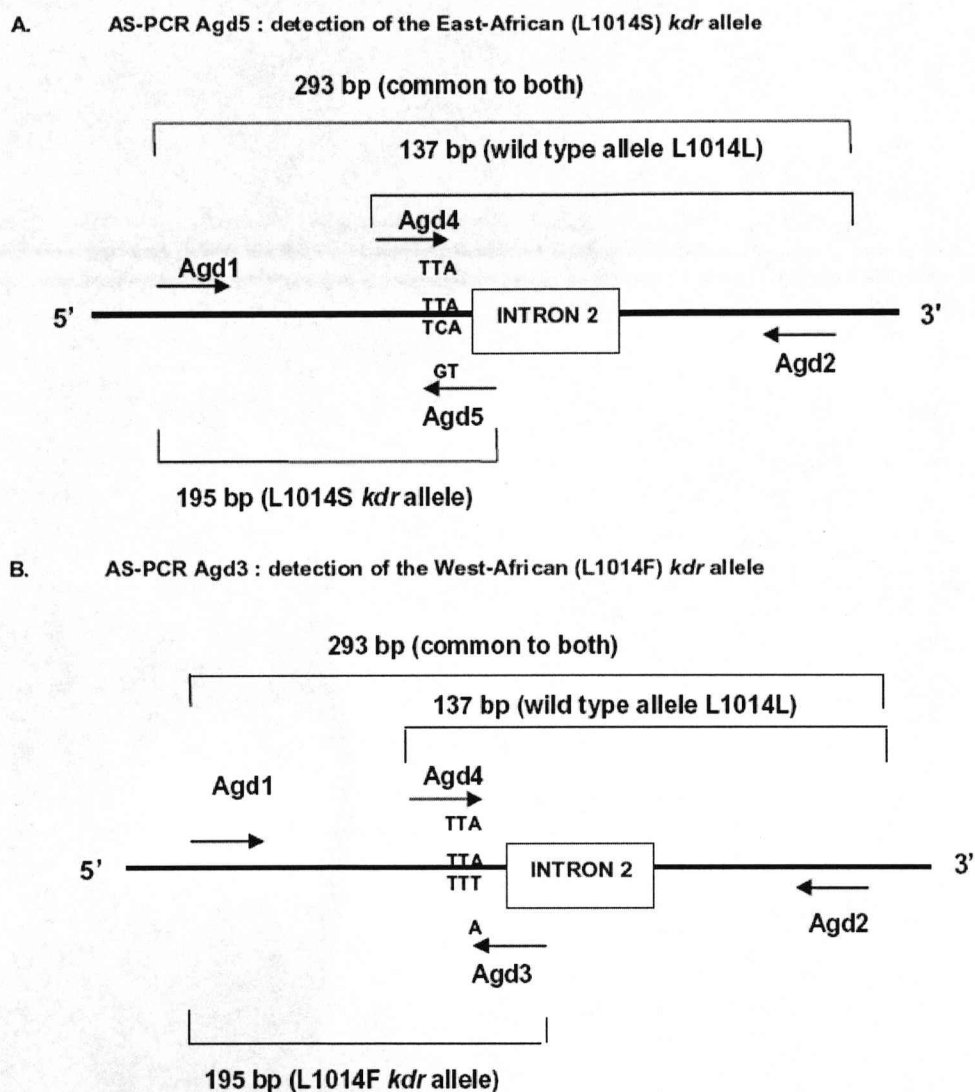 A. AS-PCR Agd5 : detection of the East-African (L1014S) kdr allele
293 bp (common to both)
137 bp (wild type allele L1014L)
Agd4
Agd1
TTA
5’ TTA INTRON 2 3’
TCA
GT
Agd2
Agd5
195 bp (L1014S kdr allele)
B. AS-PCR Agd3 : detection of the West-African (L1014F) kdr allele
293 bp (common to both)
137 bp (wild type allele L1014L)
Agd1
Agd4
TTA
5’ TTA INTRON 2 3’
TTT
A
Agd2
Agd3
195 bp (L1014F kdr allele)